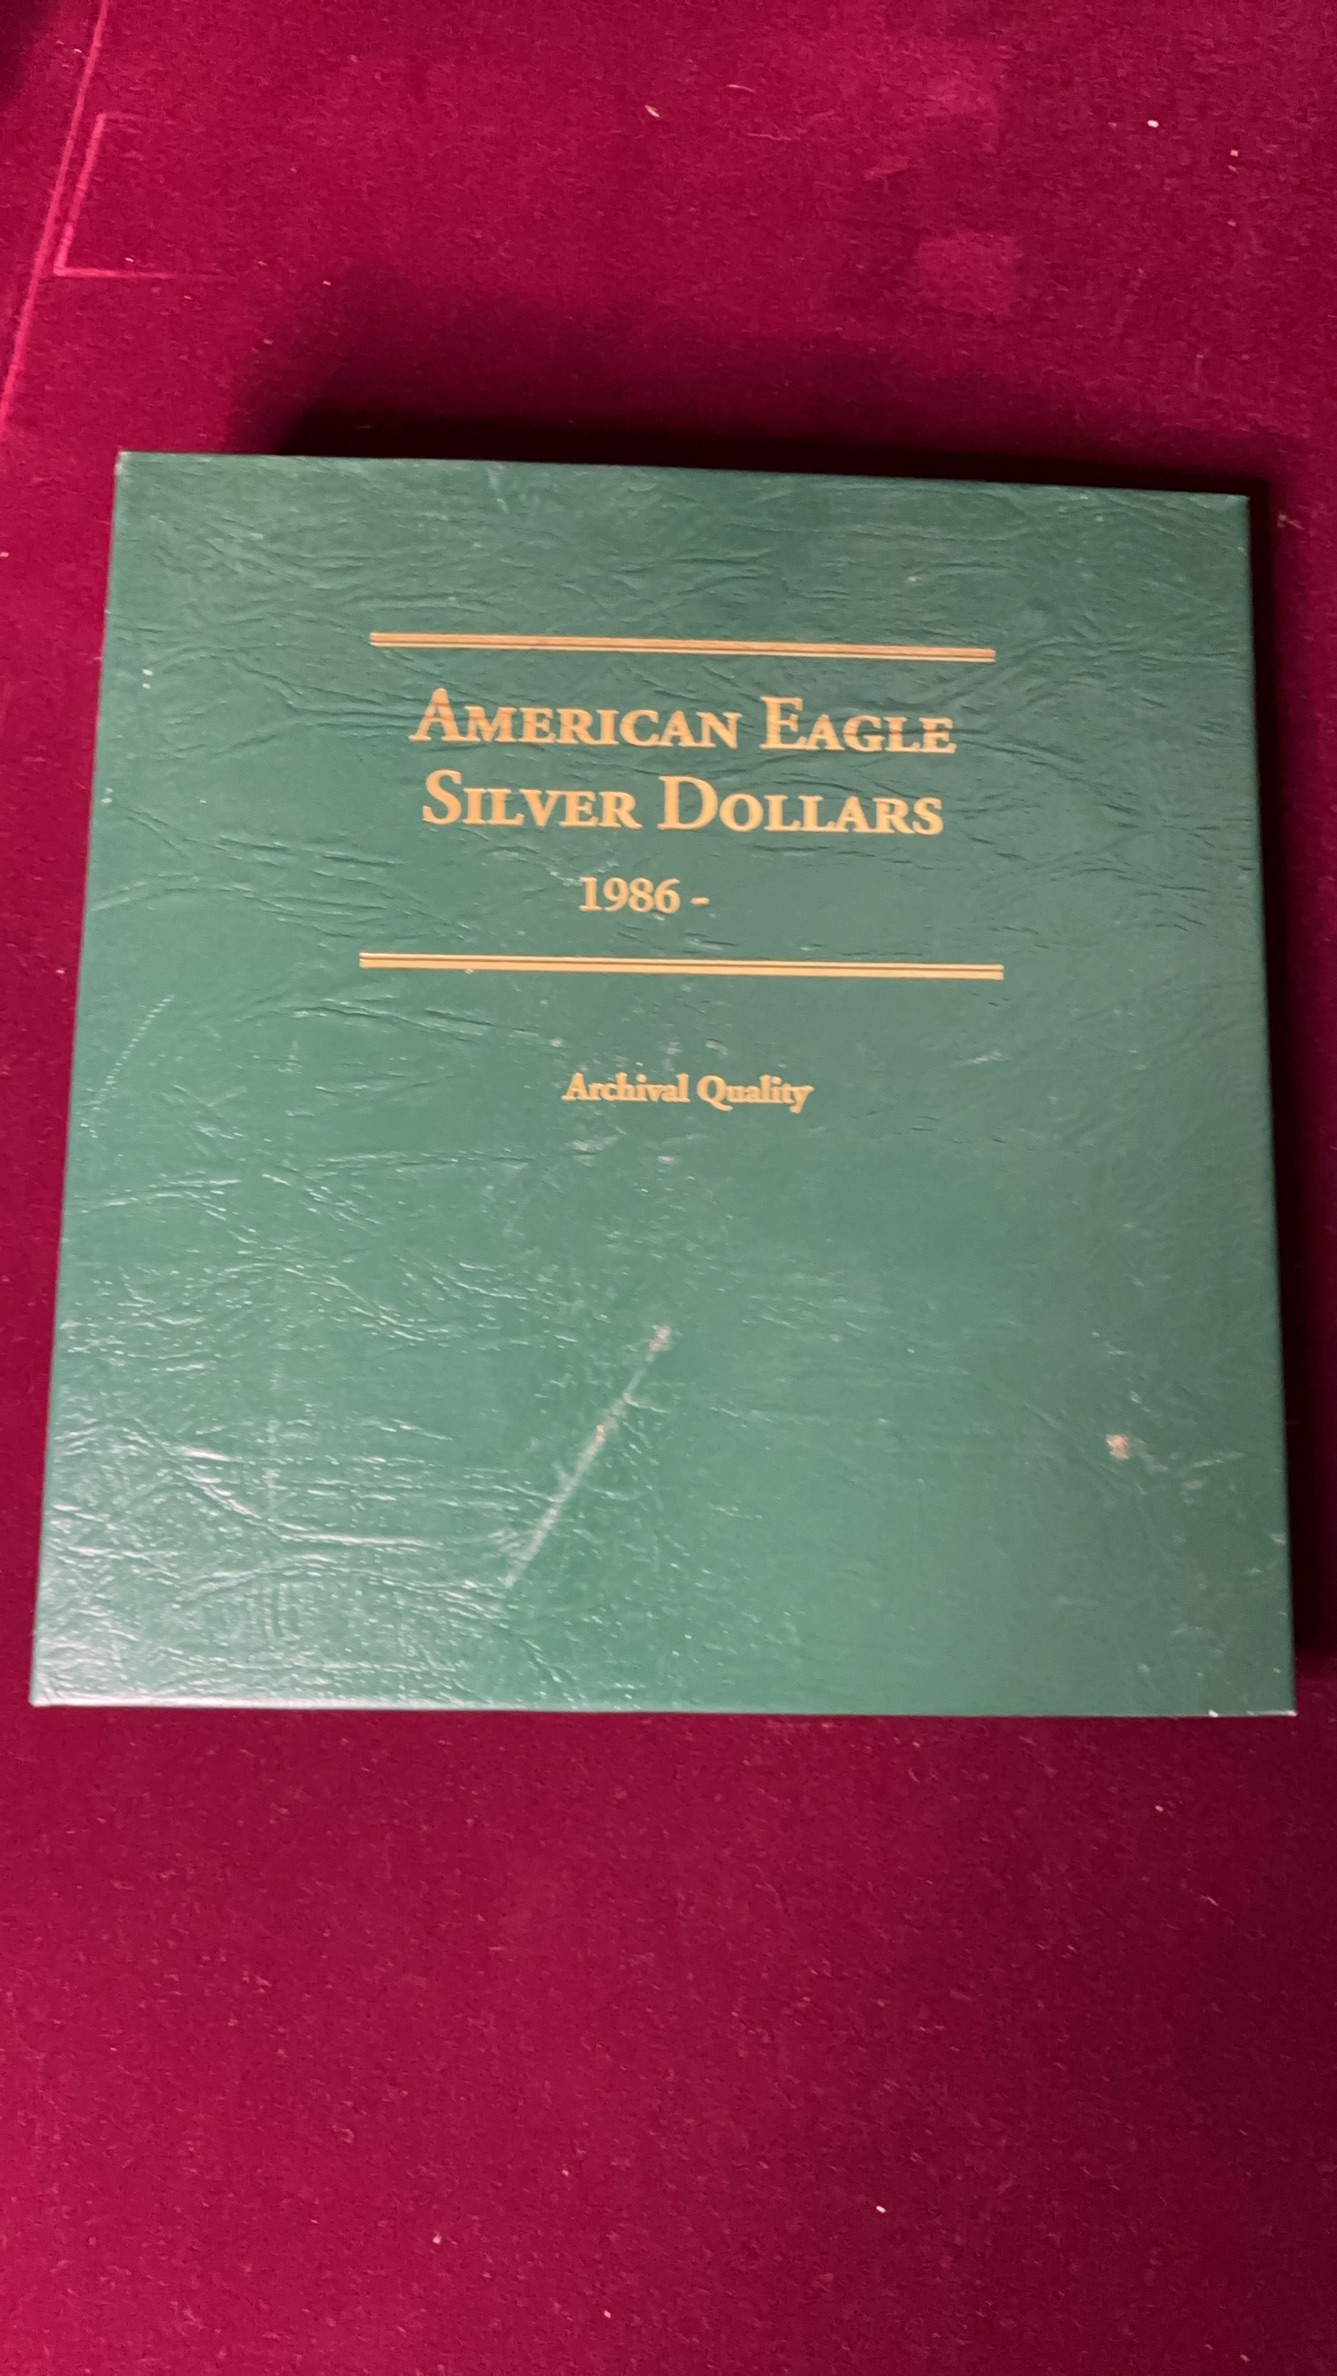 AMERICAN EAGLE
SILVER DOLLARS
1986 -
Archival Quality